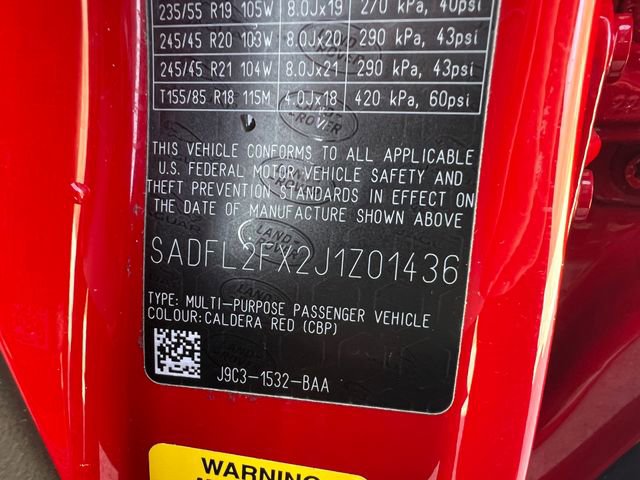 235/55 R19 105W 8.0Jx19 270 kPa, 40psi
245/45 R20 103W 8.0Jx20 290 kPa, 43psi
245/45 R21 104W 8.0Jx21 290 kPa, 43psi
T155/85 R18 115M 4.0Jx18 420 kPa, 60psi
THIS VEHICLE CONFORMS TO ALL APPLICABLE
U.S. FEDERAL MOTOR VEHICLE SAFETY AND
THEFT PREVENTION STANDARDS IN EFFECT ON
THE DATE OF MANUFACTURE SHOWN ABOVE
SADFL2FX2J1Z01436
TYPE: MULTI-PURPOSE PASSENGER VEHICLE
COLOUR:CALDERA RED (CBP)
J9C3-1532-BAA
WARNING